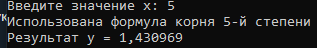 Введите значение x: 5
Использована формула корня 5-й степени
Результат y = 1,430969